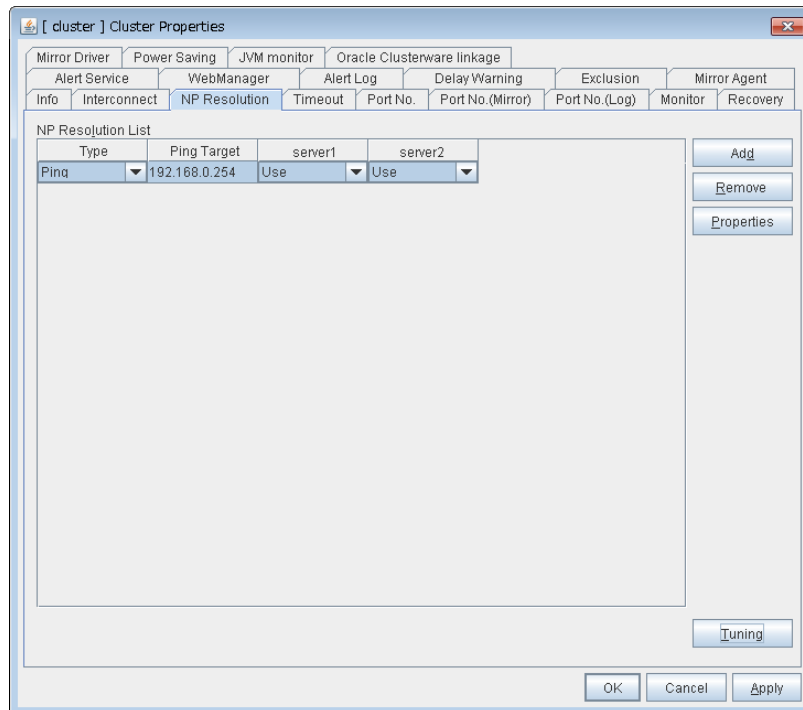 [ cluster ] Cluster Properties
Mirror Driver Power Saving JVM monitor Oracle Clusterware linkage
Alert Service WebManager Alert Log Delay Warning Exclusion Mirror Agent
Info Interconnect NP Resolution Timeout Port No. Port No.(Mirror) Port No.(Log) Monitor Recovery
NP Resolution List
Type Ping Target server1 server2
Ping 192.168.0.254 Use Use
Add
Remove
Properties
Tuning
OK Cancel Apply